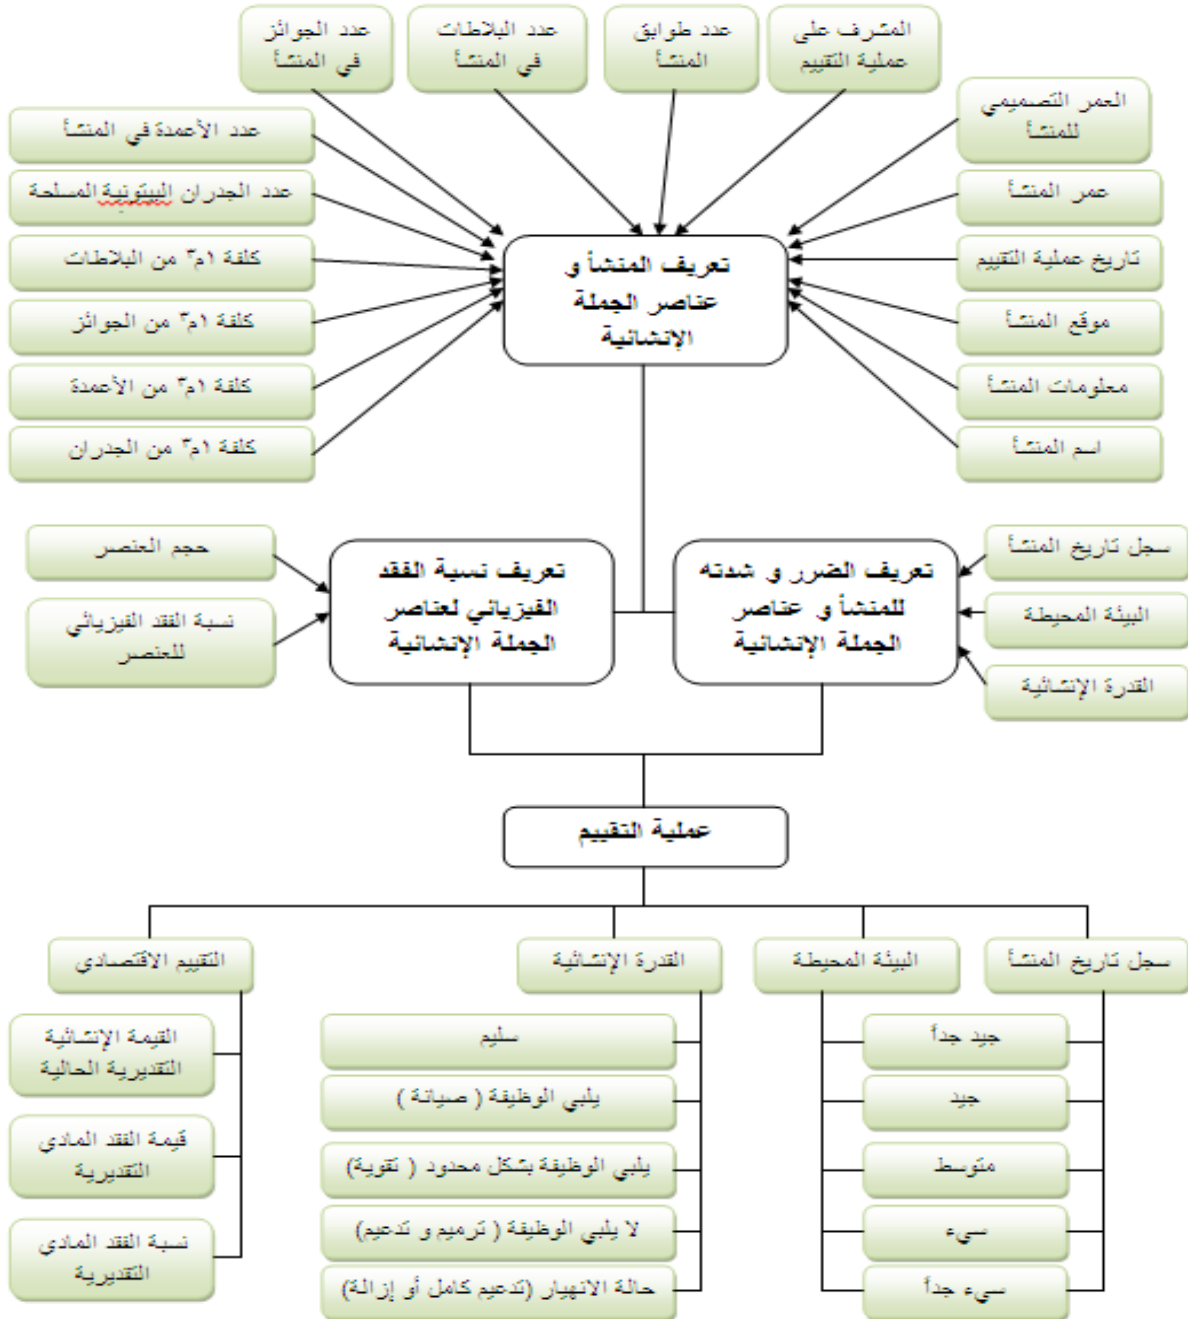 المشرف على
عملية التقييم
عدد طوابق
المنشأ
عدد البلاطات
في المنشأ
عدد الجوائز
في المنشأ
العمر التصميمي
للمنشأ
عمر المنشأ
تاريخ عملية التقييم
موقع المنشأ
معلومات المنشأ
اسم المنشأ
عدد الأعمدة في المنشأ
عدد الجدران البيتونية المسلحة
كلفة ١م٣ من البلاطات
كلفة ١م٣ من الجوائز
كلفة ١م٣ من الأعمدة
كلفة ١م٣ من الجدران
تعريف المنشأ و
عناصر الجملة
الإنشائية
سجل تاريخ المنشأ
البيئة المحيطة
القدرة الإنشائية
تعريف الضرر و شدته
للمنشأ و عناصر
الجملة الإنشائية
تعريف نسبة الفقد
الفيزيائي لعناصر
الجملة الإنشائية
حجم العنصر
نسبة الفقد الفيزيائي
للعنصر
عملية التقييم
سجل تاريخ المنشأ
البيئة المحيطة
القدرة الإنشائية
التقييم الاقتصادي
جيد جداً
جيد
متوسط
سيء
سيء جداً
سليم
يلبي الوظيفة ( صيانة )
يلبي الوظيفة بشكل محدود ( تقوية)
لا يلبي الوظيفة ( ترميم و تدعيم)
حالة الانهيار (تدعيم كامل أو إزالة)
القيمة الإنشائية
التقديرية الحالية
قيمة الفقد المادي
التقديرية
نسبة الفقد المادي
التقديرية